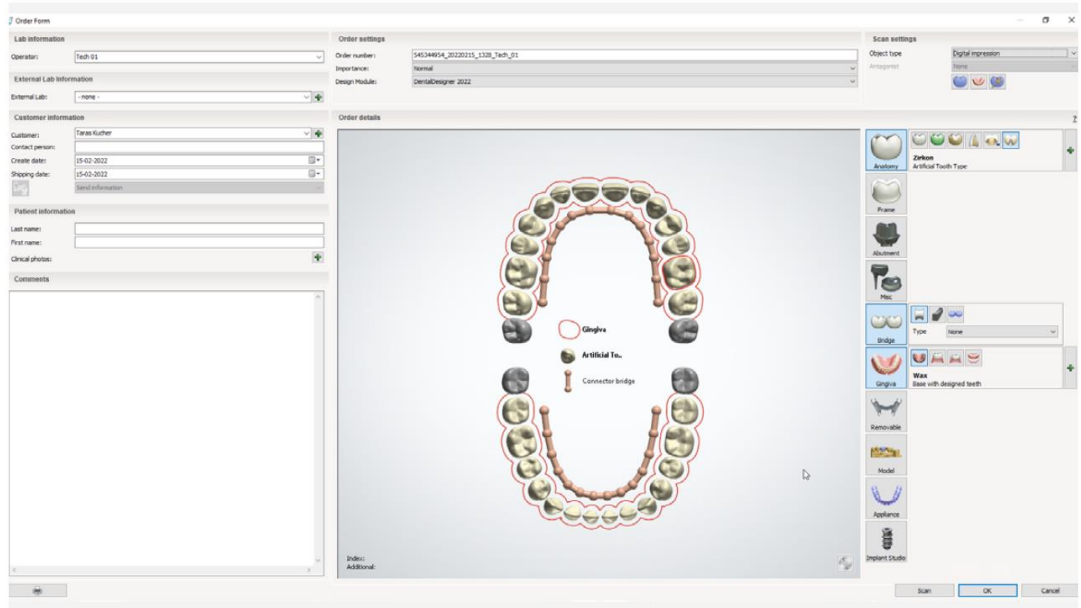 Order Form
Lab information
Operator: Tech 01
External Lab Information
External Lab: - none -
Customer information
Customer: Taras Kucher
Contact person:
Create date: 15-02-2022
Shipping date: 15-02-2022
Send information
Patient information
Last name:
First name:
Clinical photos:
Comments
Order settings
Order number: 545344954_20220215_1328_Tech_01
Importance: Normal
Design Module: DentalDesigner 2022
Scan settings
Object type Digital impression
Antagonist None
Order details
?
Gingiva
Artificial To..
Connector bridge
Index:
Additional:
Anatomy
Zirkon
Artificial Tooth Type
Frame
Abutment
Misc
Bridge
Type None
Gingiva
Wax
Base with designed teeth
Removable
Model
Appliance
Implant Studio
Scan
OK
Cancel